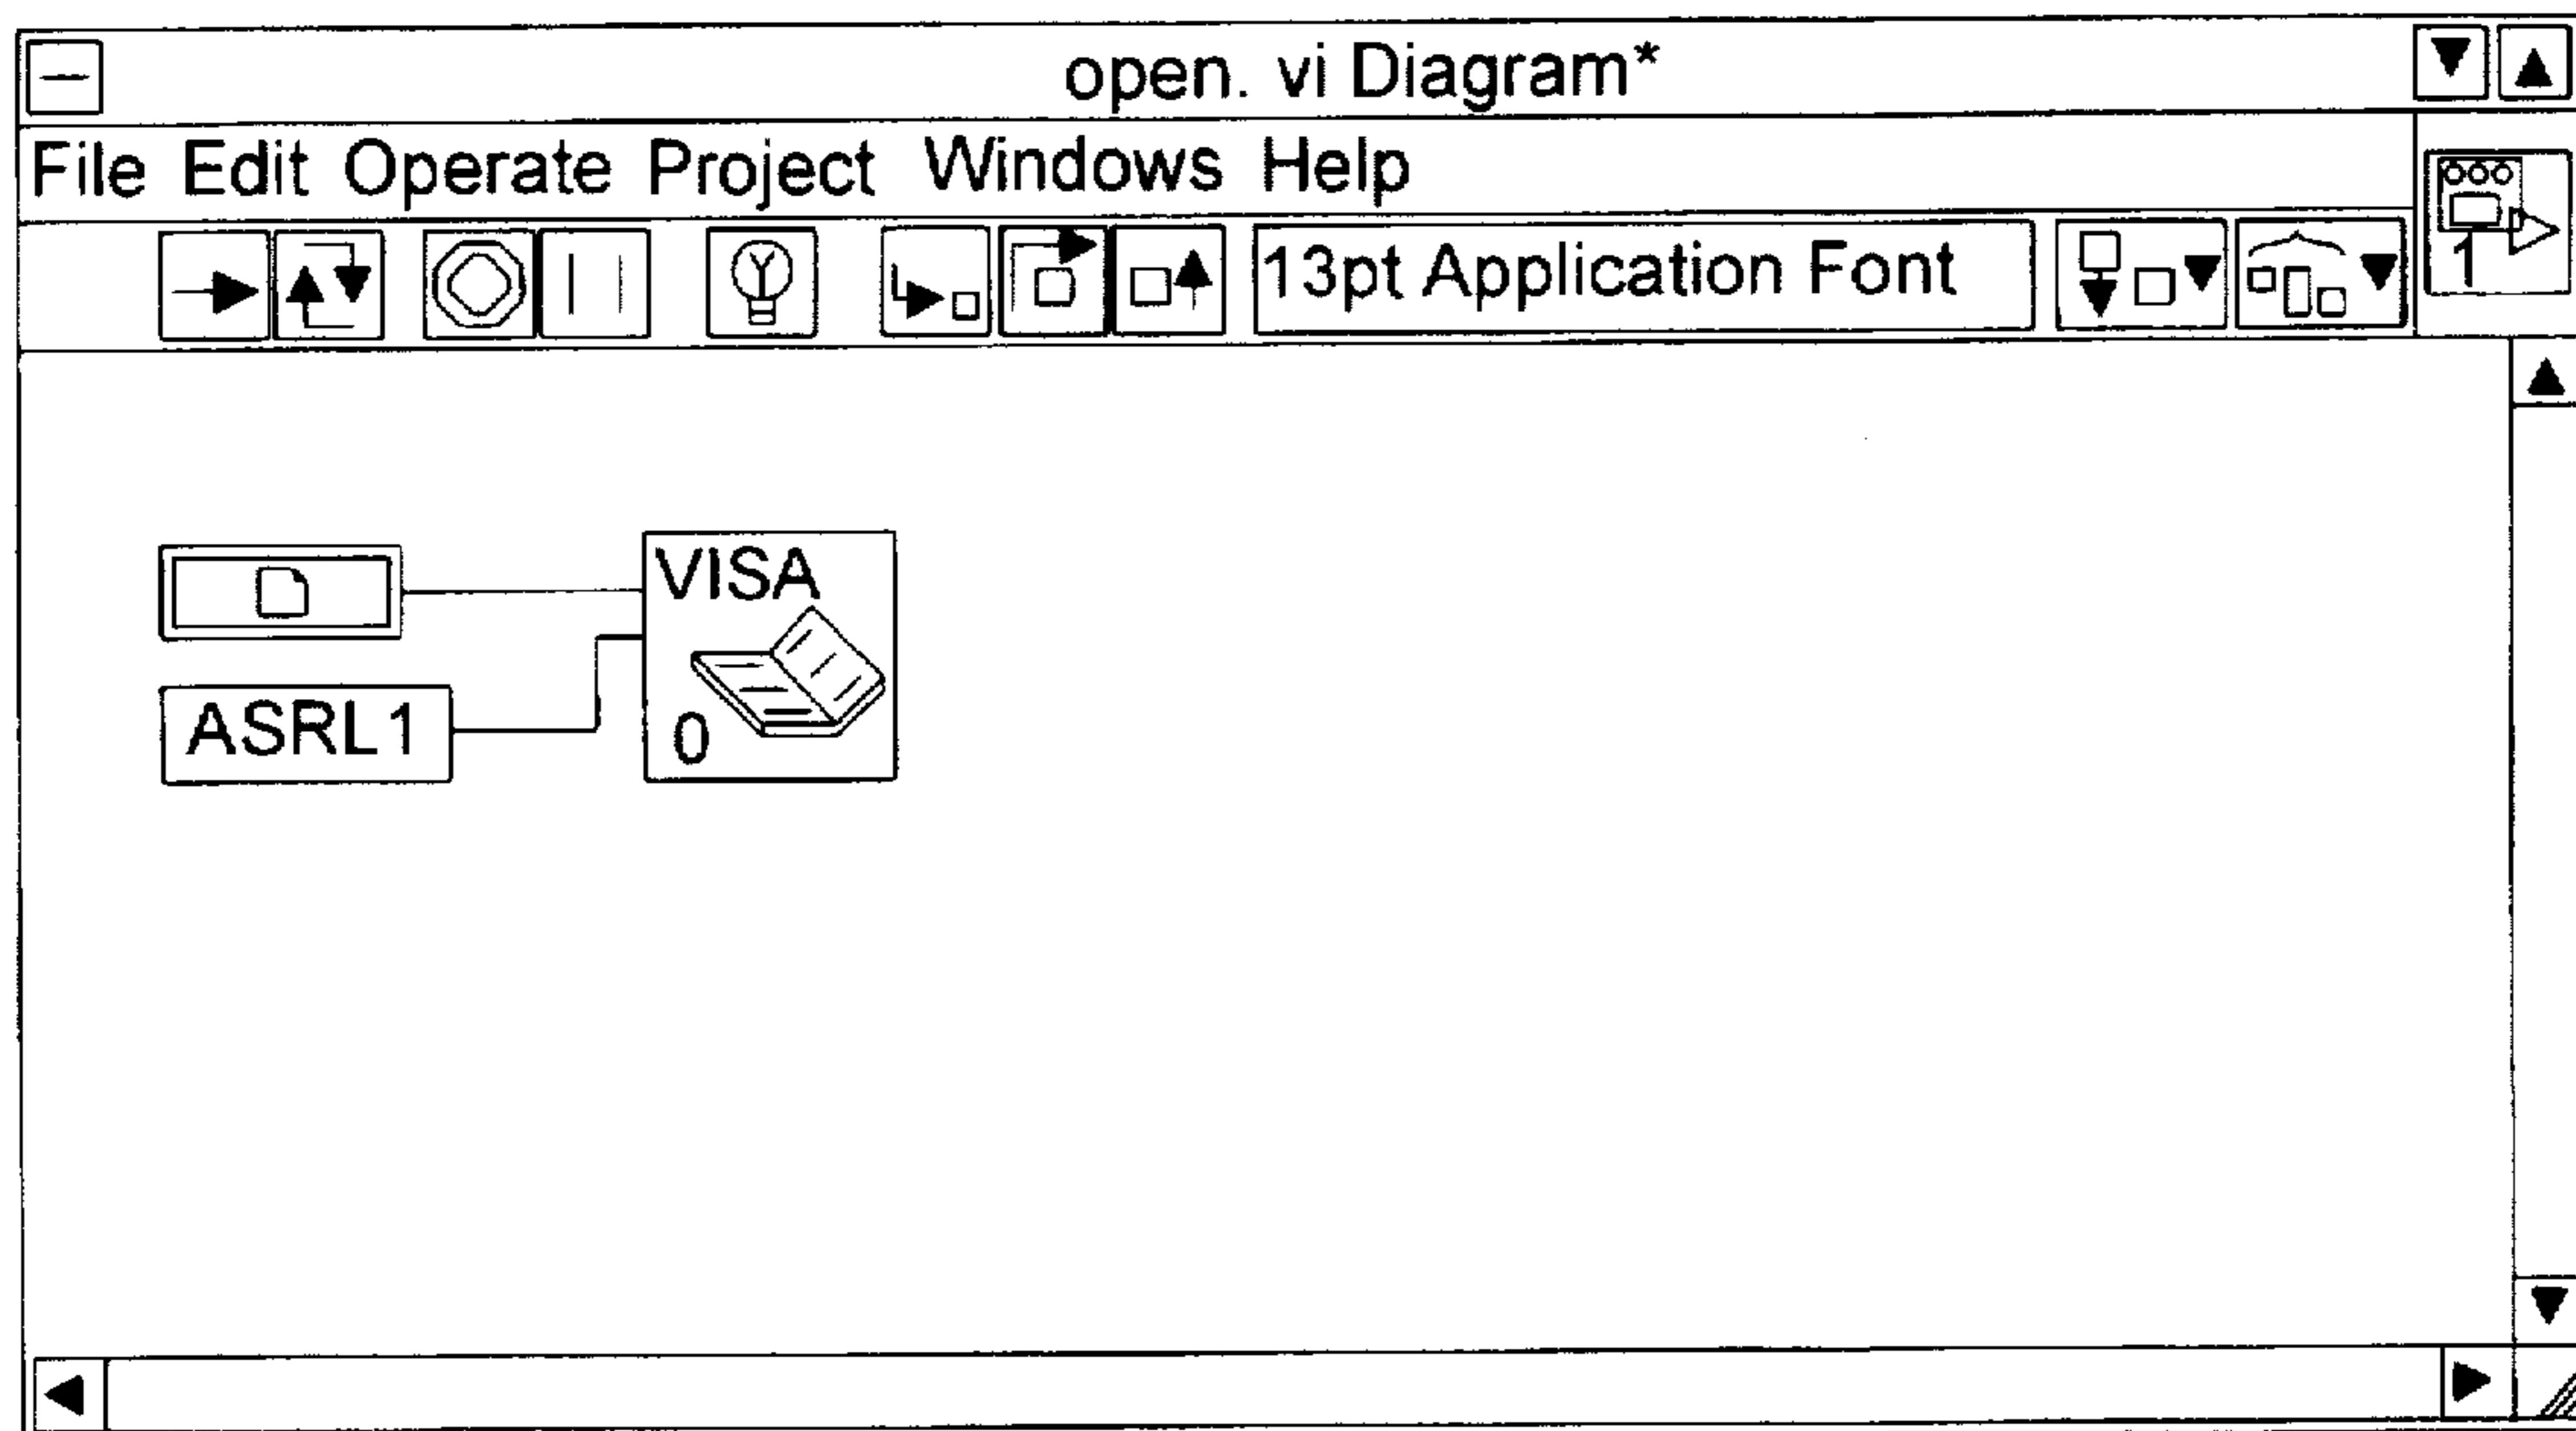 open. vi Diagram*
File Edit Operate Project Windows Help
13pt Application Font
1
VISA
0
ASRL1